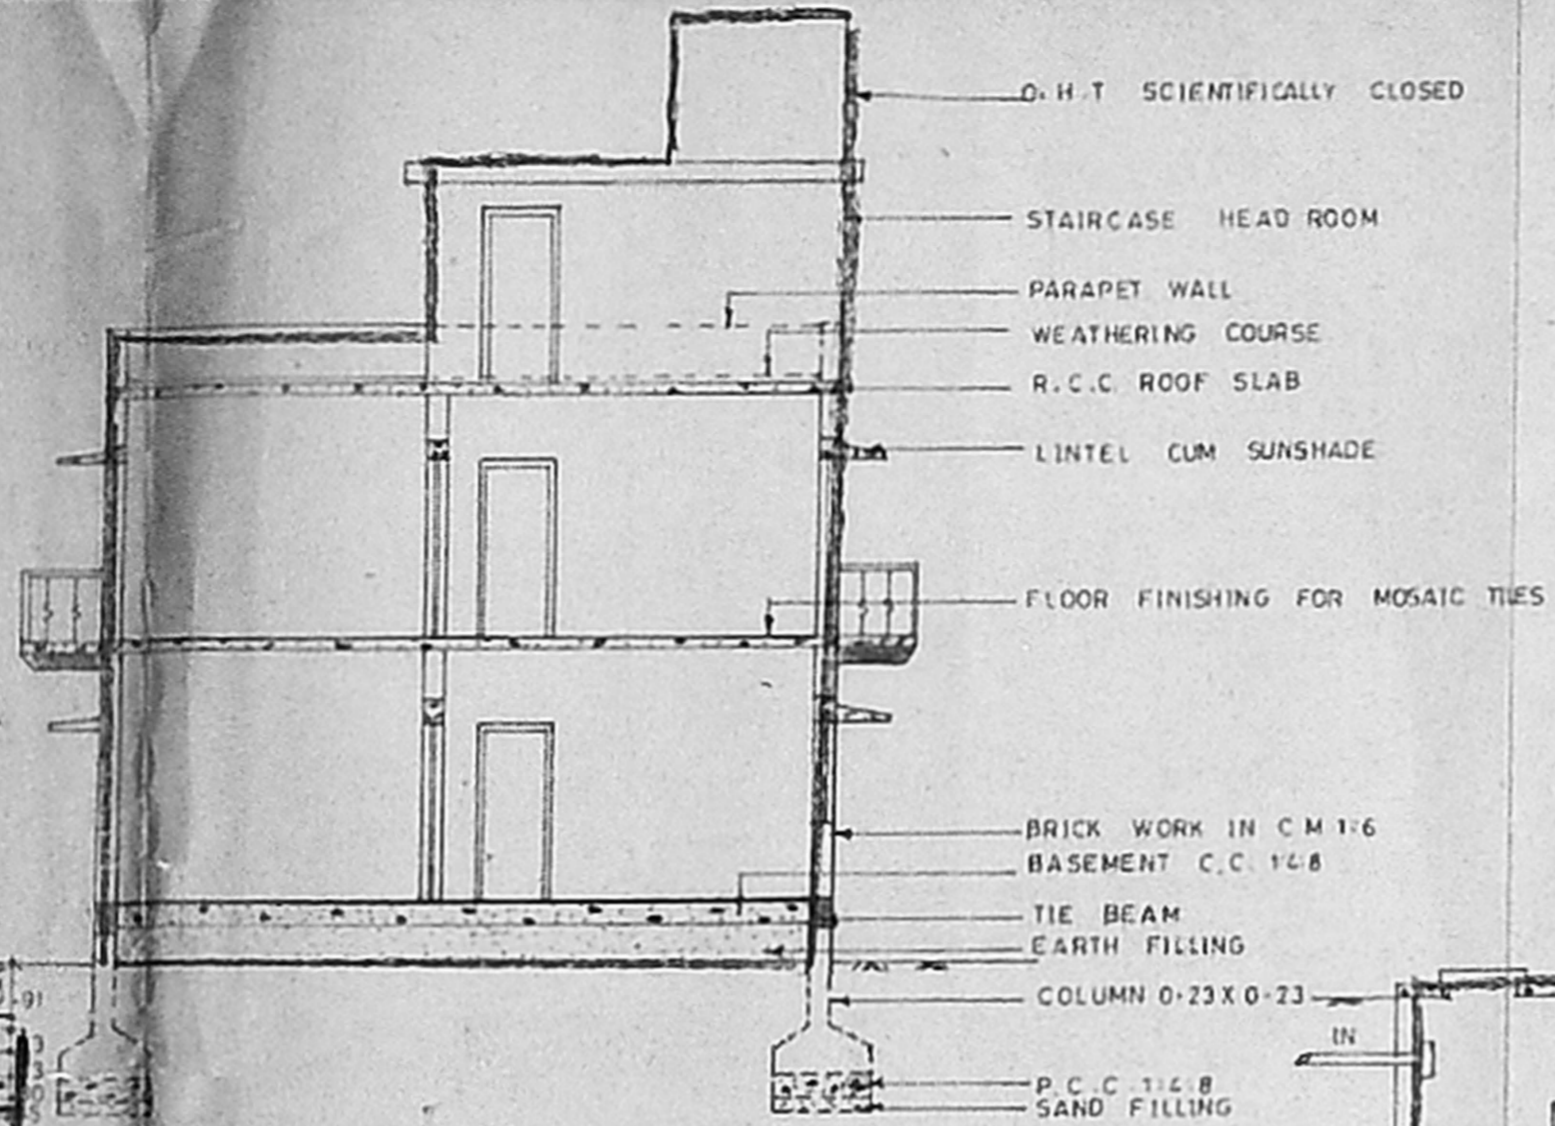 O.H.T SCIENTIFICALLY CLOSED
STAIRCASE HEAD ROOM
PARAPET WALL
WEATHERING COURSE
R.C.C. ROOF SLAB
LINTEL CUM SUNSHADE
FLOOR FINISHING FOR MOSAIC TILES
BRICK WORK IN C M 1:6
BASEMENT C.C. 1:4:8
TIE BEAM
EARTH FILLING
COLUMN 0.23 X 0.23
IN
P.C.C 1:4:8
SAND FILLING